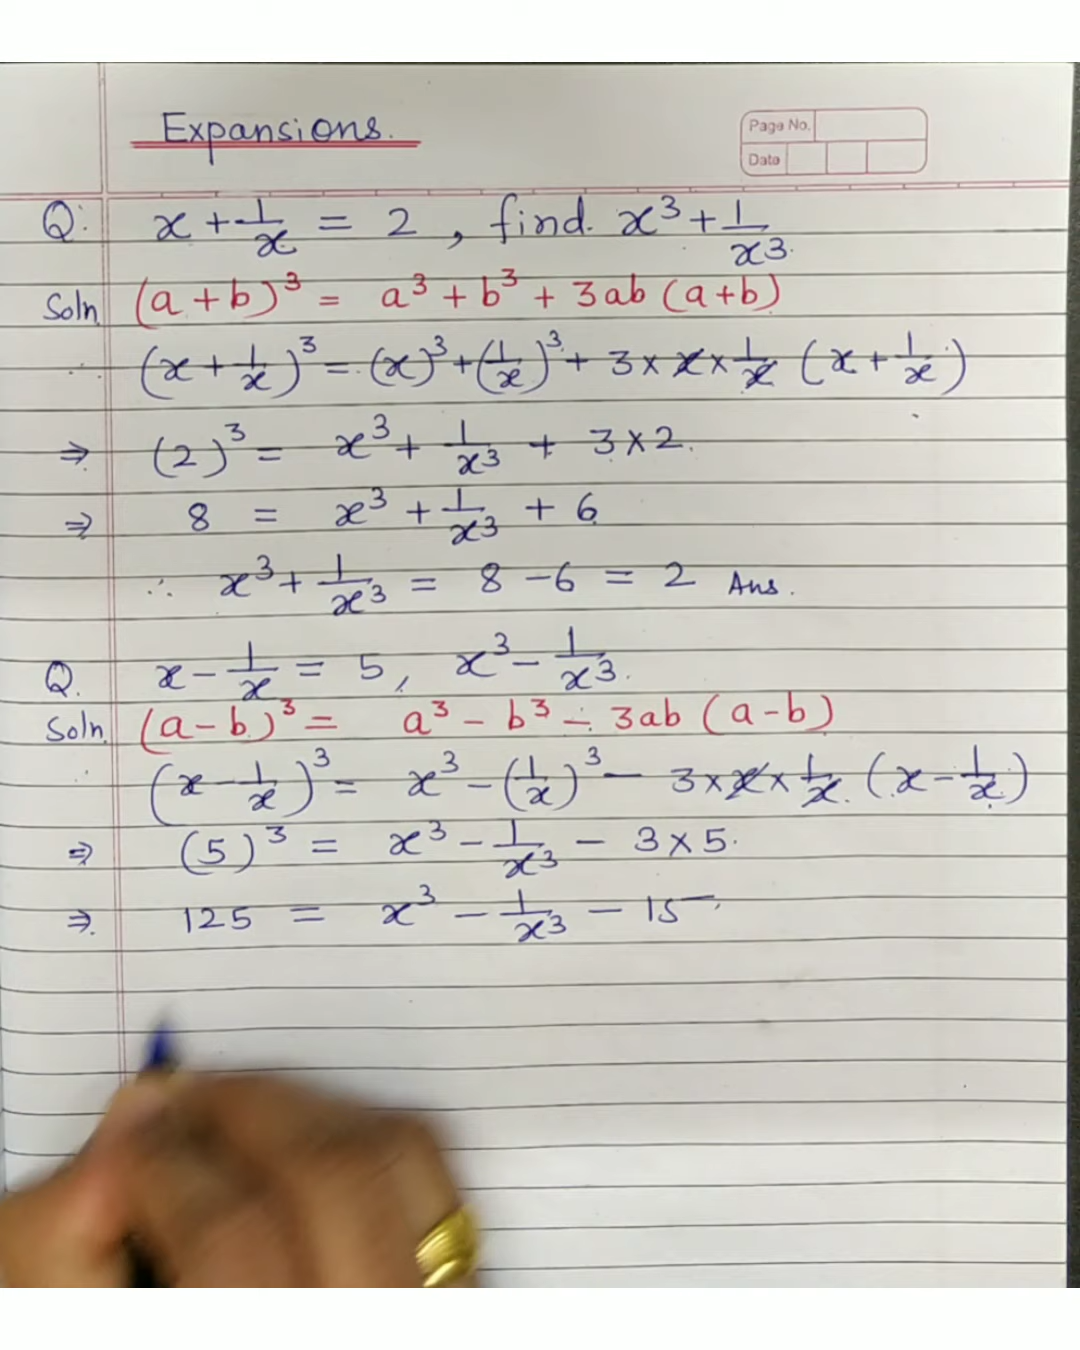 Expansions.
Page No.
Date
Q: x + 1/x = 2, find x³ + 1/x³.
Soln (a+b)³ = a³ + b³ + 3ab (a+b)
∴ (x + 1/x)³ = (x)³ + (1/x)³ + 3 × x × 1/x (x + 1/x)
⇒ (2)³ = x³ + 1/x³ + 3×2.
⇒ 8 = x³ + 1/x³ + 6
∴ x³ + 1/x³ = 8 - 6 = 2 Ans.
Q. x - 1/x = 5, x³ - 1/x³.
Soln (a-b)³ = a³ - b³ - 3ab (a-b)
∴ (x - 1/x)³ = x³ - (1/x)³ - 3 × x × 1/x. (x - 1/x)
⇒ (5)³ = x³ - 1/x³ - 3×5.
⇒ 125 = x³ - 1/x³ - 15